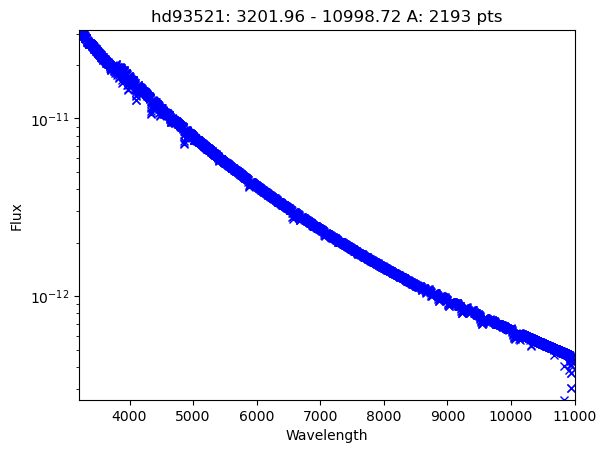 hd93521: 3201.96 - 10998.72 A: 2193 pts
Flux
10⁻¹¹
10⁻¹²
4000 5000 6000 7000 8000 9000 10000 11000
Wavelength